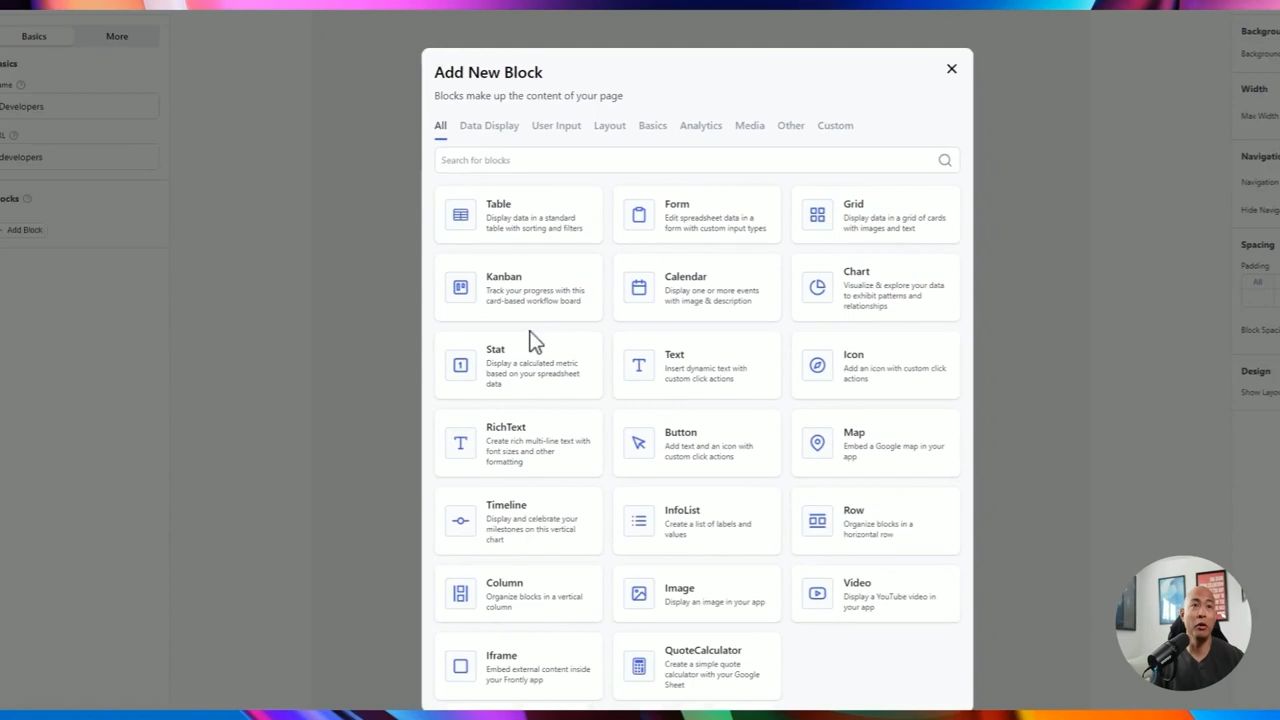 Basics
More
Developers
developers
Add Block
Add New Block
Blocks make up the content of your page
All
Data Display
User Input
Layout
Basics
Analytics
Media
Other
Custom
Search for blocks
Table
Display data in a standard
table with sorting and filters
Form
Edit spreadsheet data in a
form with custom input types
Grid
Display data in a grid of cards
with images and text
Kanban
Track your progress with this
card-based workflow board
Calendar
Display one or more events
with image & description
Chart
Visualize & explore your data
to exhibit patterns and
relationships
Stat
Display a calculated metric
based on your spreadsheet
data
Text
Insert dynamic text with
custom click actions
Icon
Add an icon with custom click
actions
RichText
Create rich multi-line text with
font sizes and other
formatting
Button
Add text and an icon with
custom click actions
Map
Embed a Google map in your
app
Timeline
Display and celebrate your
milestones on this vertical
chart
InfoList
Create a list of labels and
values
Row
Organize blocks in a
horizontal row
Column
Organize blocks in a vertical
column
Image
Display an image in your app
Video
Display a YouTube video in
your app
Iframe
Embed external content inside
your Frontly app
QuoteCalculator
Create a simple quote
calculator with your Google
Sheet
Width
Max Width
Navigation
Hide
Spacing
Padding
All
Block
Design
Show